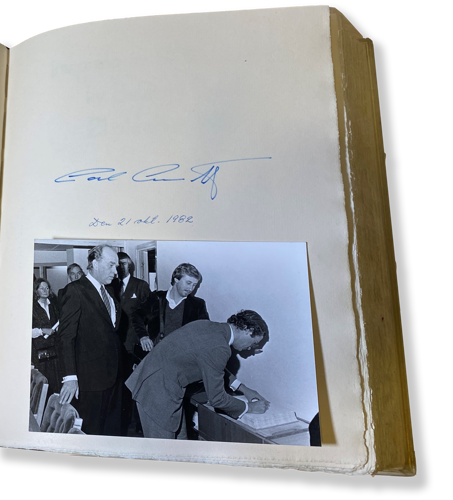 Carl Gustaf
Den 21 okt. 1982